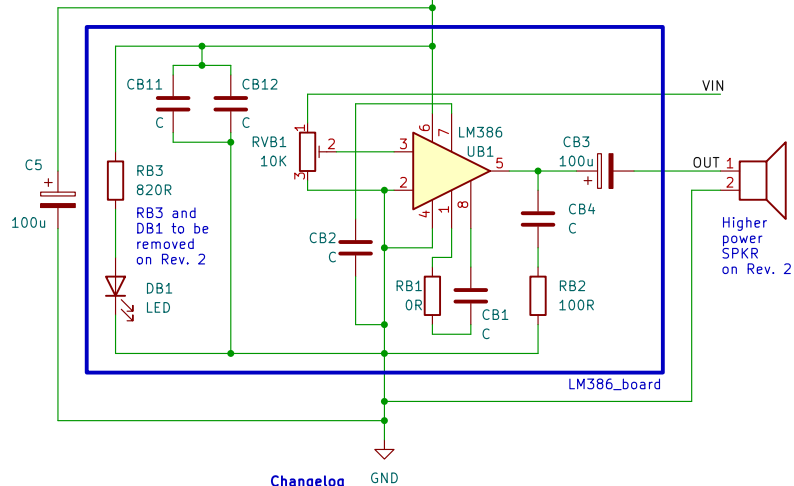 VIN
CB11
CB12
C
C
6
7
LM386
UB1
1
RVB1
10K
2
3
3
2
5
CB3
100u
+
OUT
1
2
C5
+
100u
RB3
820R
RB3 and
DB1 to be
removed
on Rev. 2
4
1
8
CB4
C
Higher
power
SPKR
on Rev. 2
CB2
C
DB1
LED
RB1
0R
CB1
C
RB2
100R
LM386_board
GND
Changelog